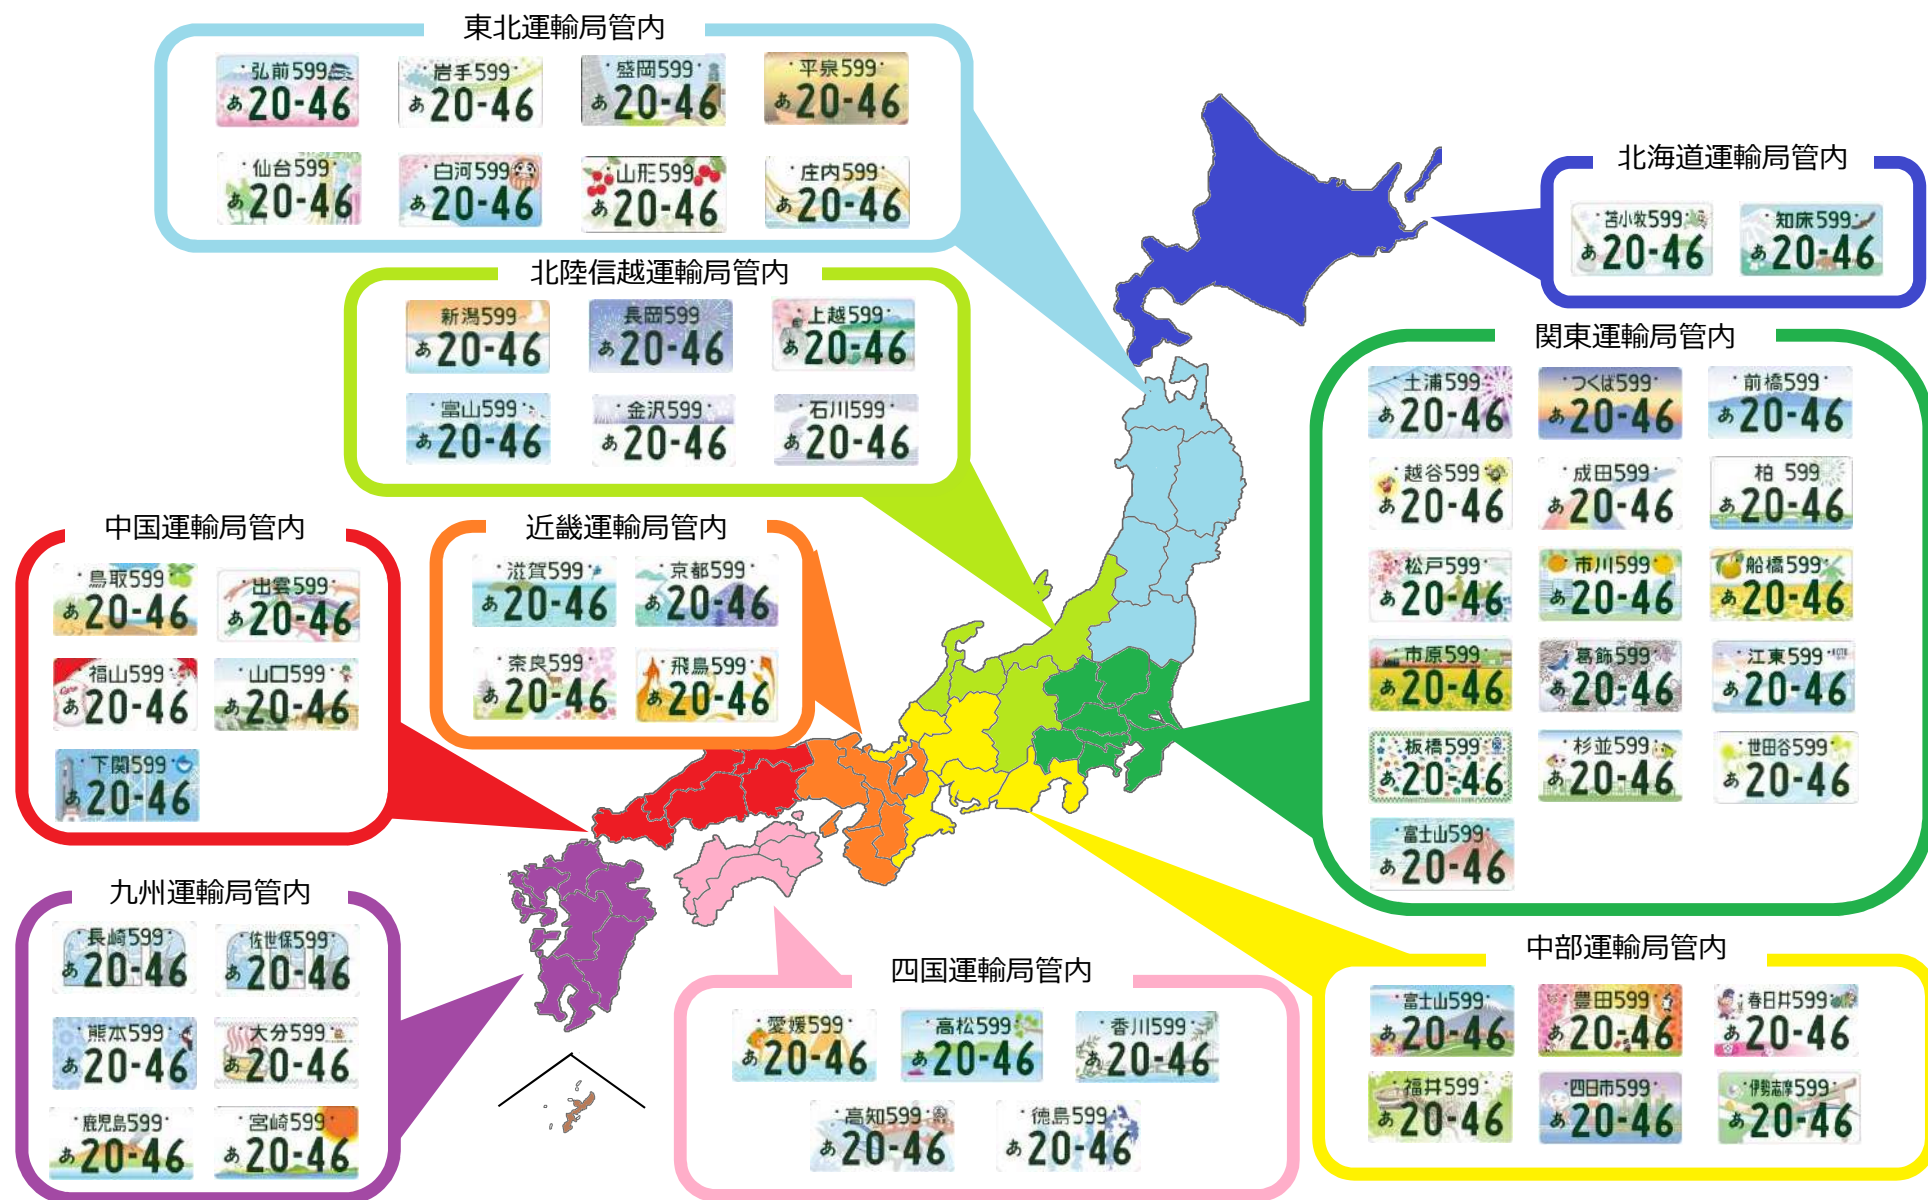 東北運輸局管内
弘前599 岩手599 盛岡599 平泉599
あ20-46 あ20-46 あ20-46 あ20-46
仙台599 白河599 山形599 庄内599
あ20-46 あ20-46 あ20-46 あ20-46
北海道運輸局管内
苫小牧599 知床599
あ20-46 あ20-46
北陸信越運輸局管内
新潟599 長岡599 上越599
あ20-46 あ20-46 あ20-46
富山599 金沢599 石川599
あ20-46 あ20-46 あ20-46
関東運輸局管内
土浦599 つくば599 前橋599
あ20-46 あ20-46 あ20-46
越谷599 成田599 柏 599
あ20-46 あ20-46 あ20-46
松戸599 市川599 船橋599
あ20-46 あ20-46 あ20-46
市原599 葛飾599 江東599
あ20-46 あ20-46 あ20-46
板橋599 杉並599 世田谷599
あ20-46 あ20-46 あ20-46
富士山599
あ20-46
中国運輸局管内
鳥取599 出雲599
あ20-46 あ20-46
福山599 山口599
あ20-46 あ20-46
下関599
あ20-46
近畿運輸局管内
滋賀599 京都599
あ20-46 あ20-46
奈良599 飛鳥599
あ20-46 あ20-46
九州運輸局管内
長崎599 佐世保599
あ20-46 あ20-46
熊本599 大分599
あ20-46 あ20-46
鹿児島599 宮崎599
あ20-46 あ20-46
四国運輸局管内
愛媛599 高松599 香川599
あ20-46 あ20-46 あ20-46
高知599 徳島599
あ20-46 あ20-46
中部運輸局管内
富士山599 豊田599 春日井599
あ20-46 あ20-46 あ20-46
福井599 四日市599 伊勢志摩599
あ20-46 あ20-46 あ20-46